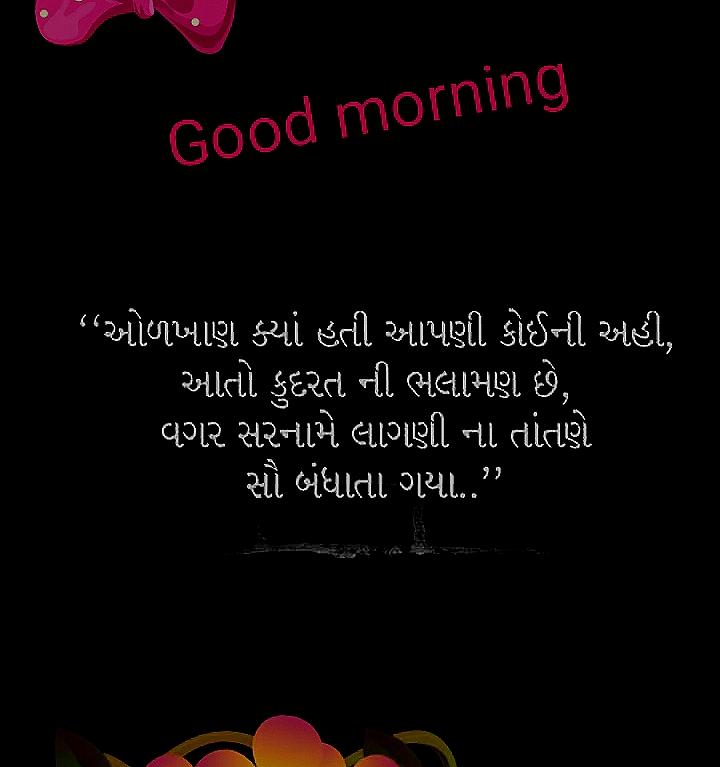 Good morning
‘‘ઓળખાણ ક્યાં હતી આપણી કોઈની અહી,
આતો કુદરત ની ભલામણ છે,
વગર સરનામે લાગણી ના તાંતણે
સૌ બંધાતા ગયા..’’